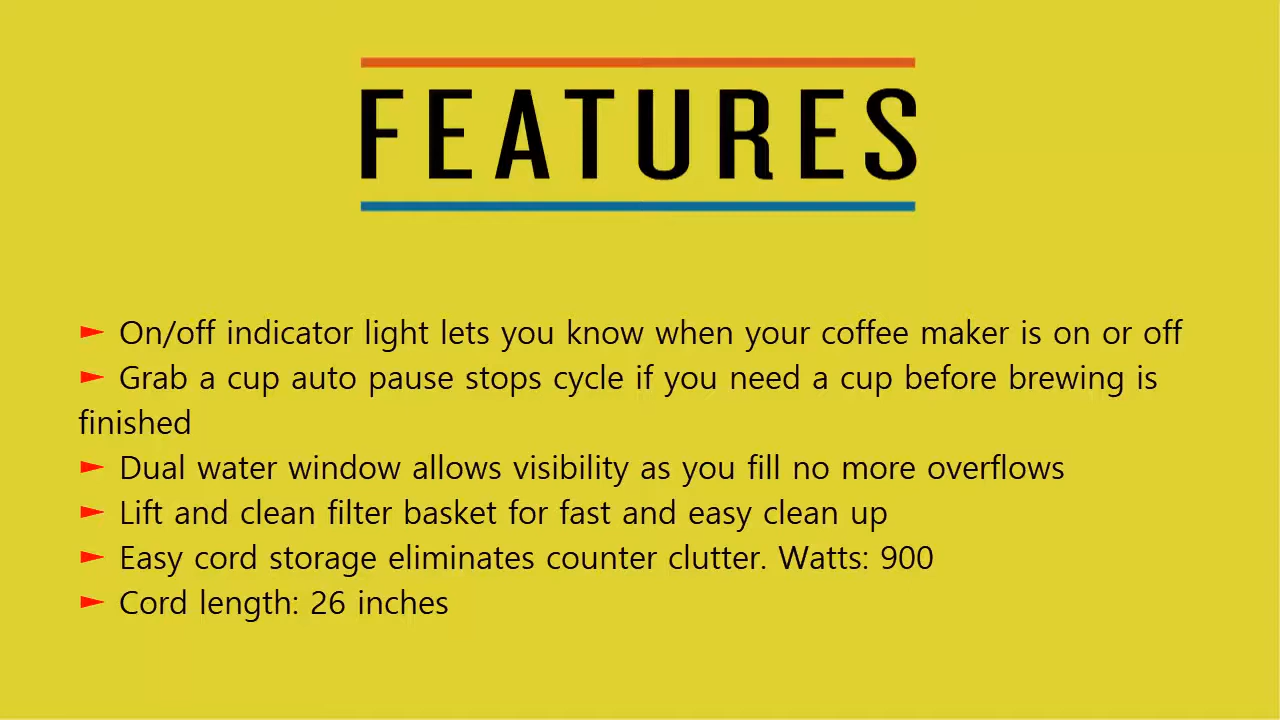 FEATURES
► On/off indicator light lets you know when your coffee maker is on or off
► Grab a cup auto pause stops cycle if you need a cup before brewing is
finished
► Dual water window allows visibility as you fill no more overflows
► Lift and clean filter basket for fast and easy clean up
► Easy cord storage eliminates counter clutter. Watts: 900
► Cord length: 26 inches